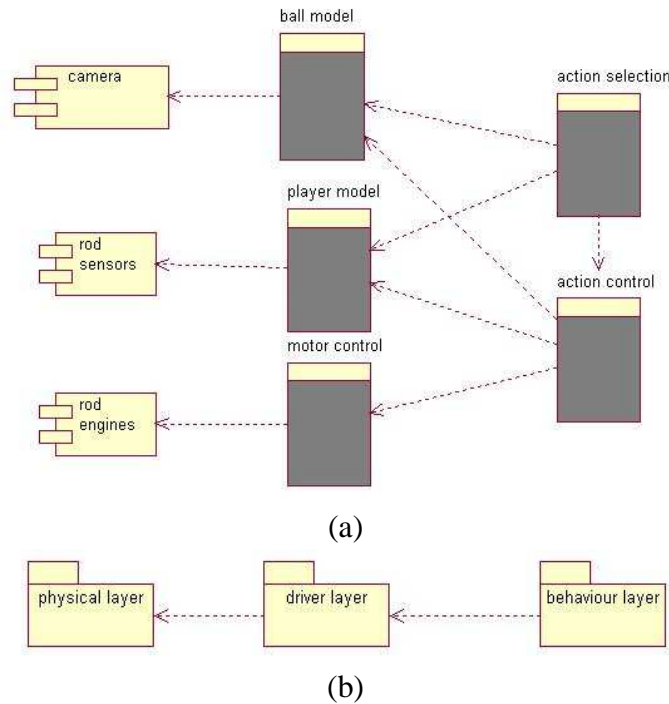 ball model
camera
action selection
player model
rod
sensors
action control
motor control
rod
engines
(a)
physical layer
driver layer
behaviour layer
(b)